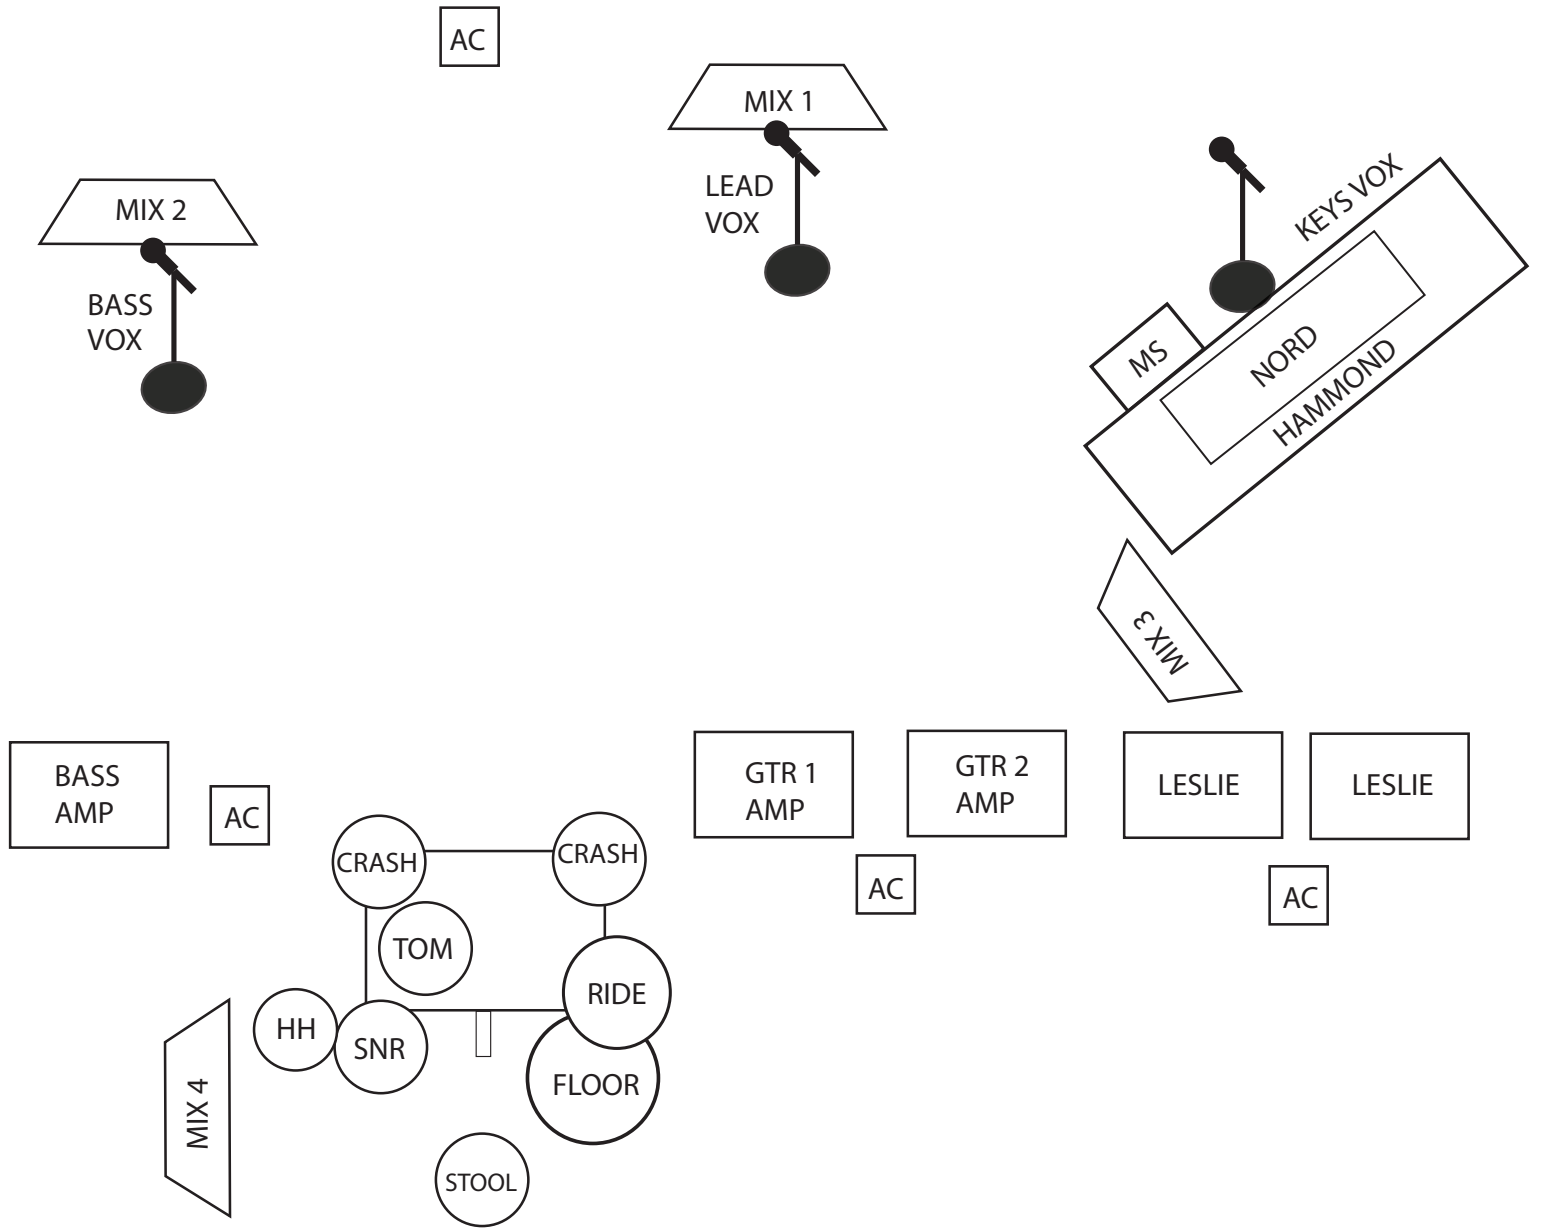 AC
MIX 1
MIX 2
LEAD
VOX
KEYS VOX
BASS
VOX
MS
NORD
HAMMOND
MIX 3
BASS
AMP
AC
GTR 1
AMP
GTR 2
AMP
LESLIE
LESLIE
CRASH
CRASH
AC
AC
TOM
RIDE
HH
SNR
FLOOR
MIX 4
STOOL